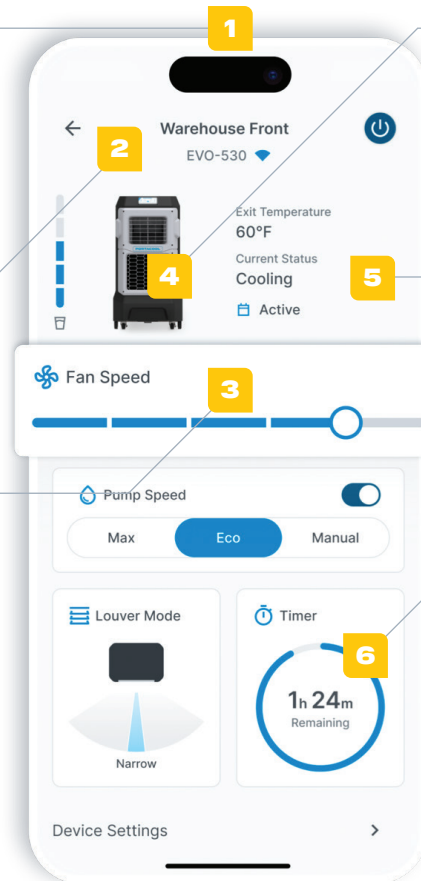 1
Warehouse Front
2
EVO-530
Exit Temperature
60°F
Current Status
4
Cooling
5
Active
Fan Speed
3
Pump Speed
Max
Eco
Manual
Louver Mode
Timer
6
1h 24m
Remaining
Narrow
Device Settings